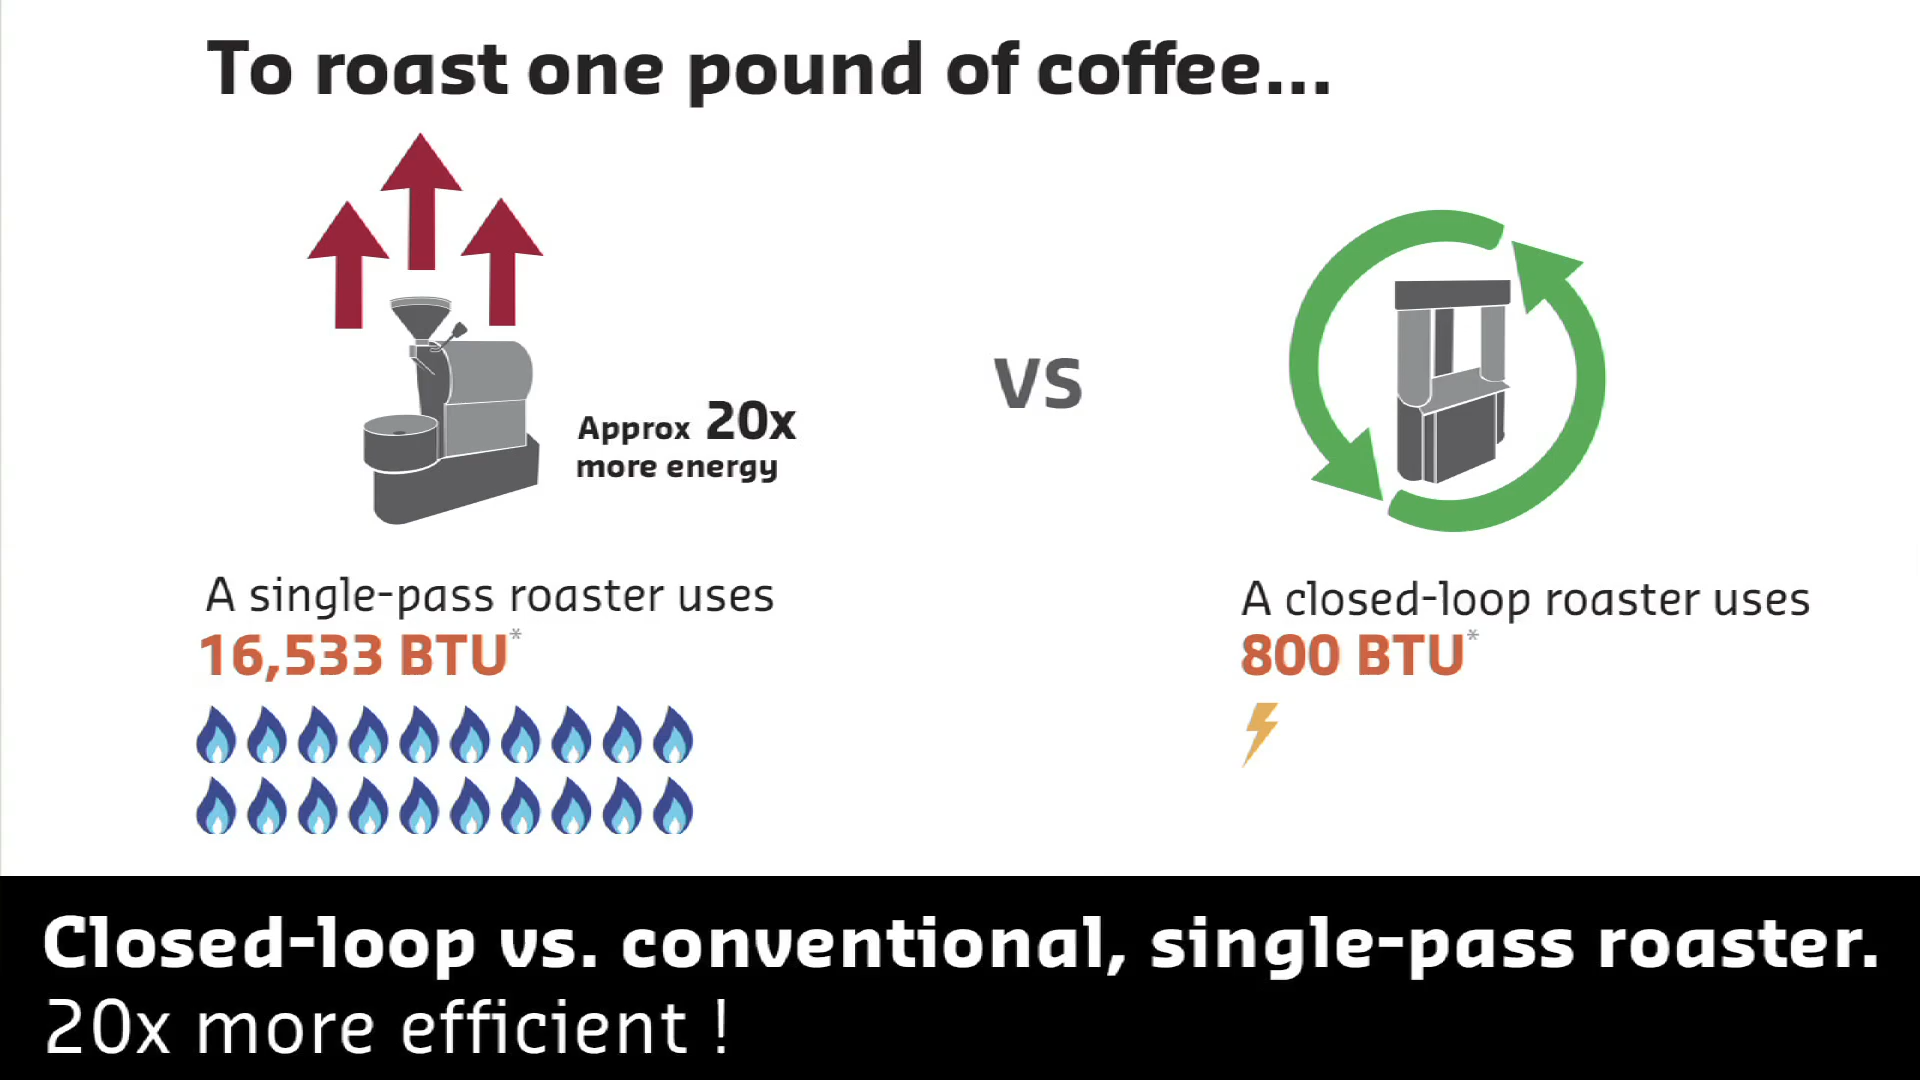 To roast one pound of coffee...
Approx 20x
more energy
VS
A single-pass roaster uses
16,533 BTU*
A closed-loop roaster uses
800 BTU*
Closed-loop vs. conventional, single-pass roaster.
20x more efficient !